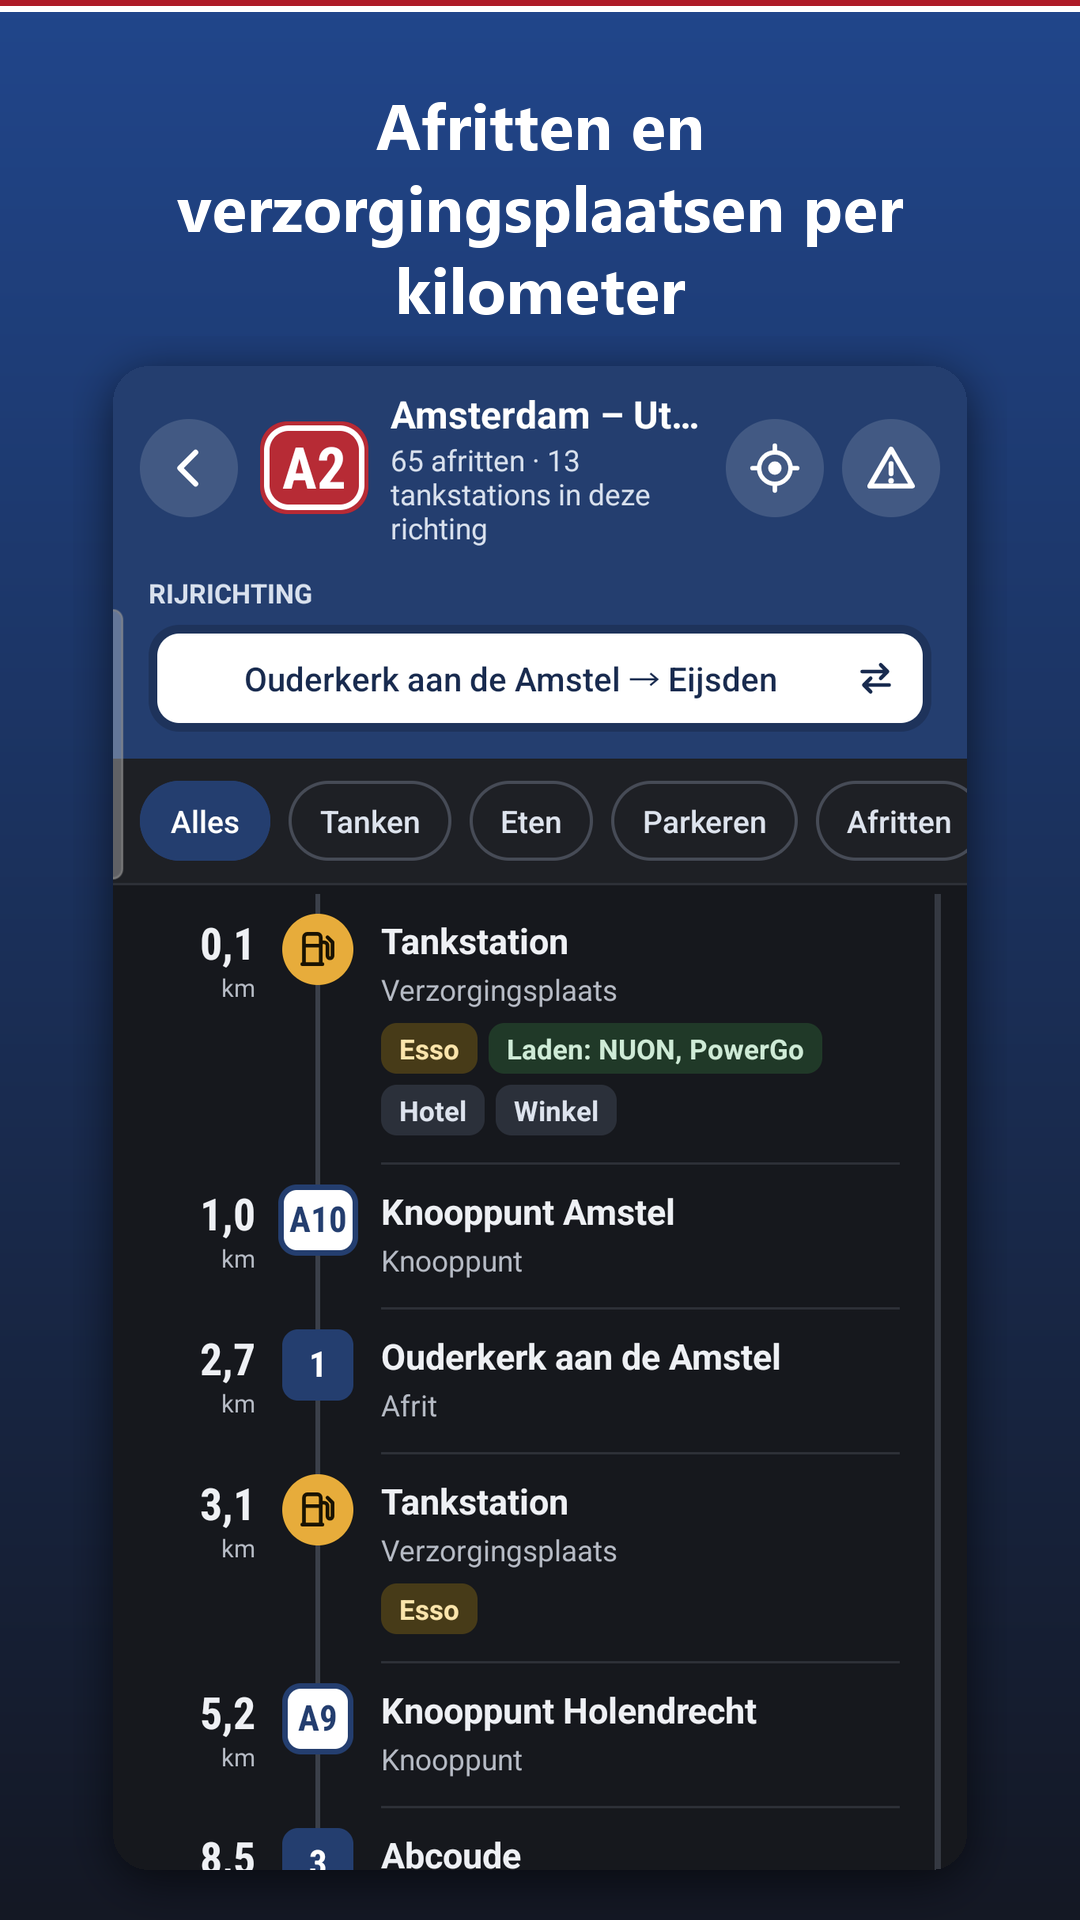 Afritten en
verzorgingsplaatsen per
kilometer
A2
Amsterdam – Ut...
65 afritten · 13
tankstations in deze
richting
RIJRICHTING
Ouderkerk aan de Amstel → Eijsden
Alles
Tanken
Eten
Parkeren
Afritten
0,1
km
Tankstation
Verzorgingsplaats
Esso
Laden: NUON, PowerGo
Hotel
Winkel
1,0
km
A10
Knooppunt Amstel
Knooppunt
2,7
km
1
Ouderkerk aan de Amstel
Afrit
3,1
km
Tankstation
Verzorgingsplaats
Esso
5,2
km
A9
Knooppunt Holendrecht
Knooppunt
8,5
3
Abcoude